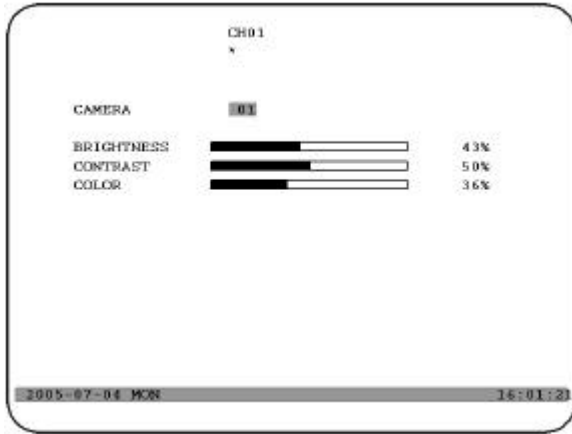 CH01
CAMERA 01
BRIGHTNESS 43%
CONTRAST 50%
COLOR 36%
2005-07-04 MON 16:01:21